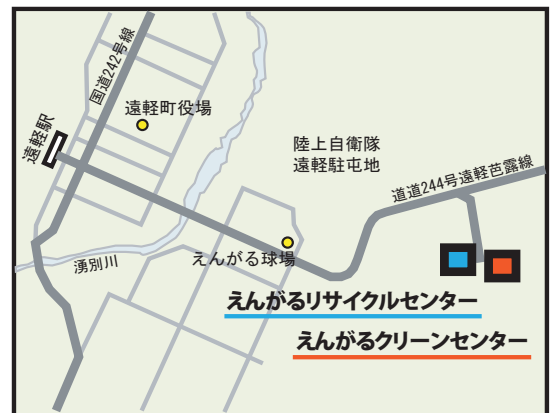 国道242号線
遠軽駅
遠軽町役場
陸上自衛隊
遠軽駐屯地
道道244号遠軽芭露線
湧別川
えんがる球場
えんがるリサイクルセンター
えんがるクリーンセンター